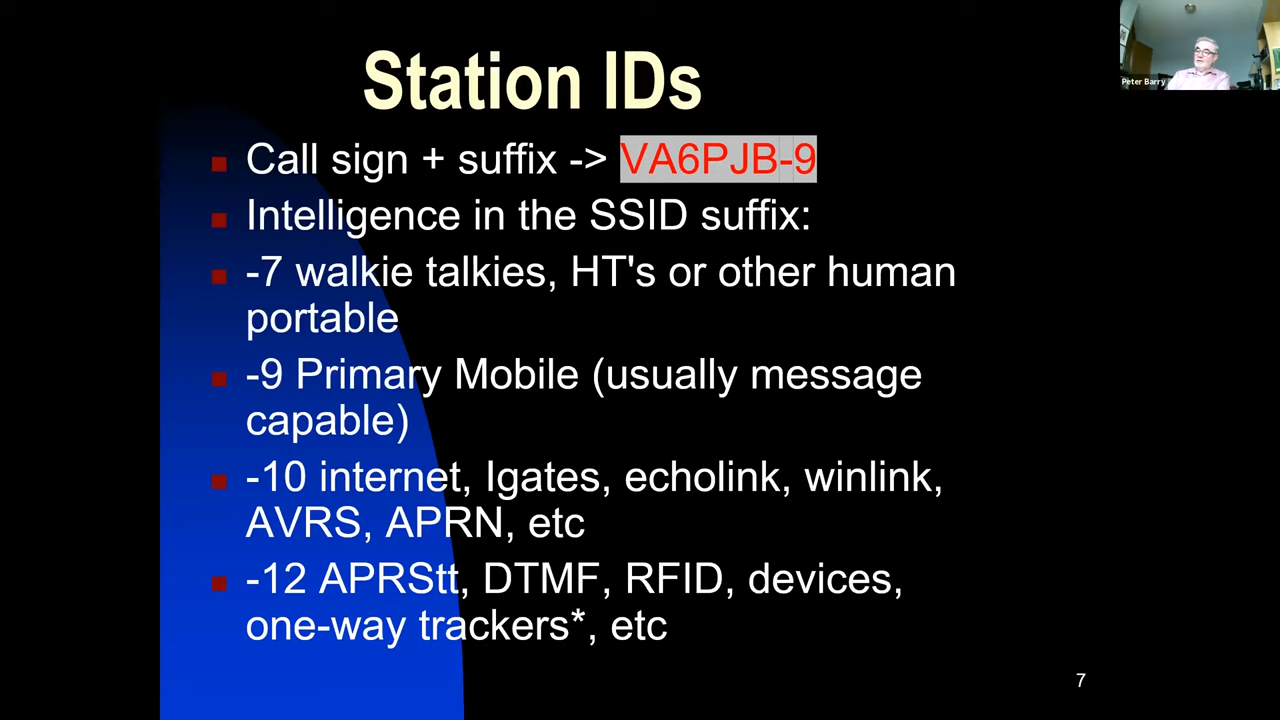 Station IDs
Peter Barry
Call sign + suffix -> VA6PJB-9
Intelligence in the SSID suffix:
-7 walkie talkies, HT's or other human
portable
-9 Primary Mobile (usually message
capable)
-10 internet, Igates, echolink, winlink,
AVRS, APRN, etc
-12 APRStt, DTMF, RFID, devices,
one-way trackers*, etc
7